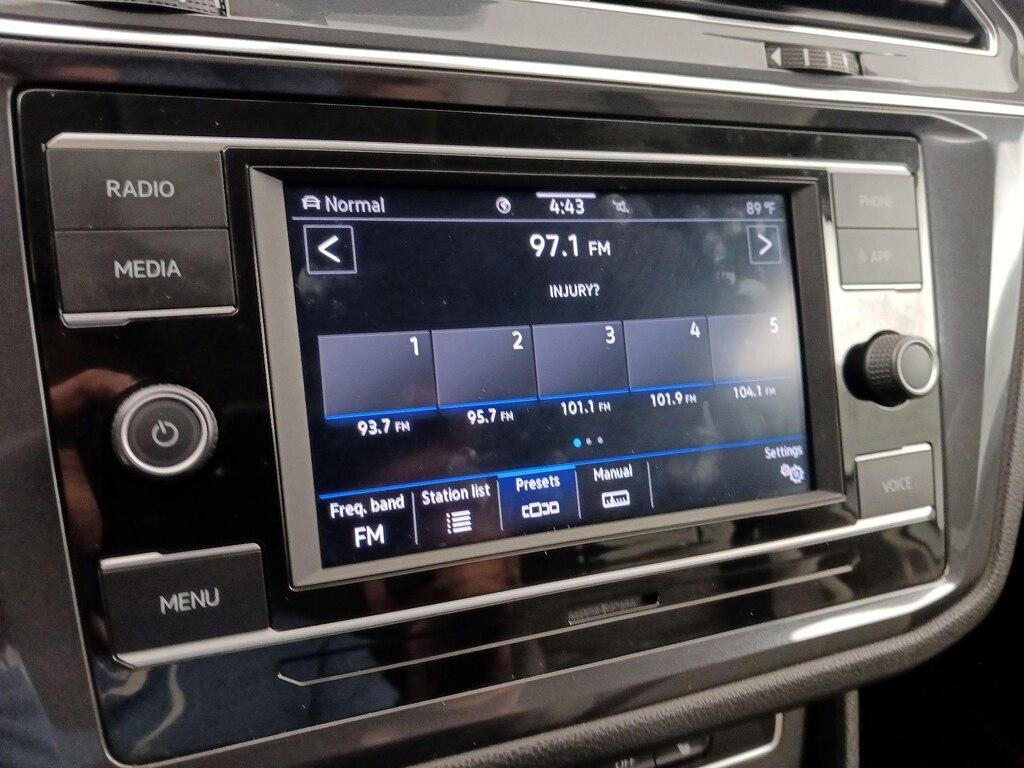 RADIO
MEDIA
MENU
Normal
4:43
89°F
97.1 FM
INJURY?
1
2
3
4
5
93.7 FM
95.7 FM
101.1 FM
101.9 FM
104.1 FM
Freq. band
FM
Station list
Presets
Manual
Settings
PHONE
APP
VOICE
OFF